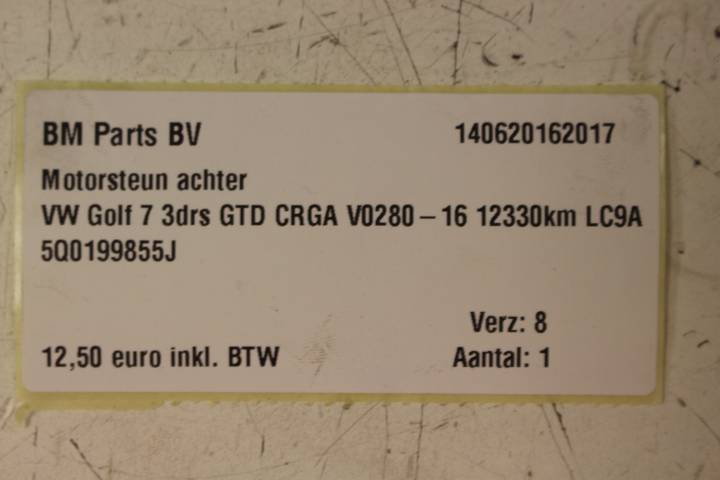 BM Parts BV 140620162017
Motorsteun achter
VW Golf 7 3drs GTD CRGA V0280 – 16 12330km LC9A
5Q0199855J
Verz: 8
12,50 euro inkl. BTW Aantal: 1